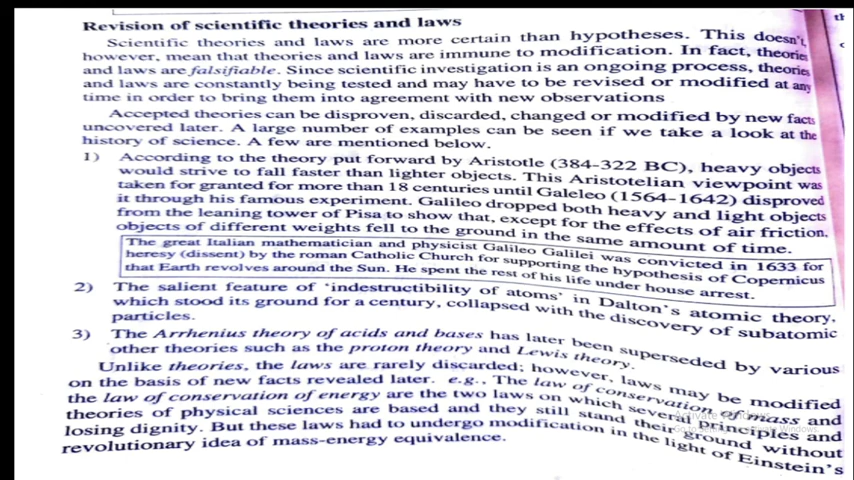 Revision of scientific theories and laws
Scientific theories and laws are more certain than hypotheses. This doesn't,
however, mean that theories and laws are immune to modification. In fact, theories
and laws are falsifiable. Since scientific investigation is an ongoing process, theories
and laws are constantly being tested and may have to be revised or modified at any
time in order to bring them into agreement with new observations
Accepted theories can be disproven, discarded, changed or modified by new facts
uncovered later. A large number of examples can be seen if we take a look at the
history of science. A few are mentioned below.
1) According to the theory put forward by Aristotle (384-322 BC), heavy objects
would strive to fall faster than lighter objects. This Aristotelian viewpoint was
taken for granted for more than 18 centuries until Galeleo (1564-1642) disproved
it through his famous experiment. Galileo dropped both heavy and light objects
from the leaning tower of Pisa to show that, except for the effects of air friction,
objects of different weights fell to the ground in the same amount of time.
The great Italian mathematician and physicist Galileo Galilei was convicted in 1633 for
heresy (dissent) by the roman Catholic Church for supporting the hypothesis of Copernicus
that Earth revolves around the Sun. He spent the rest of his life under house arrest.
2) The salient feature of 'indestructibility of atoms' in Dalton's atomic theory,
which stood its ground for a century, collapsed with the discovery of subatomic
particles.
3) The Arrhenius theory of acids and bases has later been superseded by various
other theories such as the proton theory and Lewis theory.
Unlike theories, the laws are rarely discarded; however, laws may be modified
on the basis of new facts revealed later. e.g., The law of conservation of mass and
the law of conservation of energy are the two laws on which several principles and
theories of physical sciences are based and they still stand their ground without
losing dignity. But these laws had to undergo modification in the light of Einstein's
revolutionary idea of mass-energy equivalence.